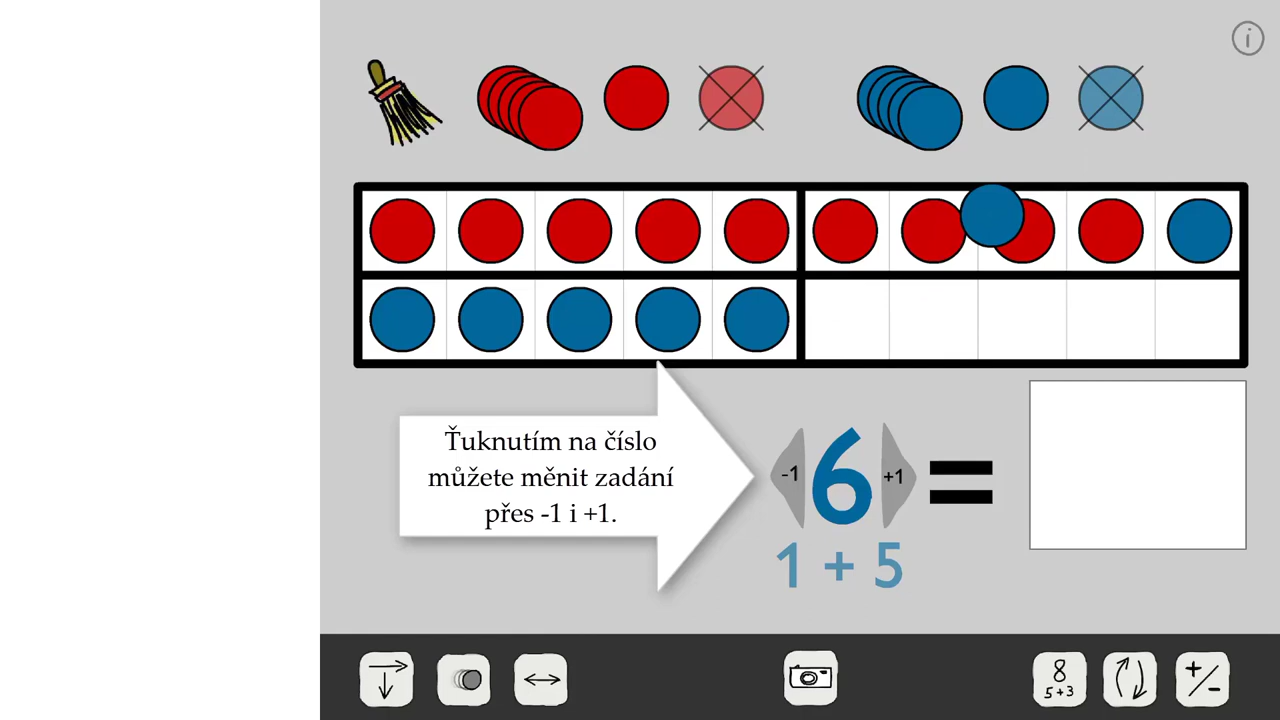 i
Ťuknutím na číslo
můžete měnit zadání
přes -1 i +1.
-1 6 +1 =
1 + 5
8
5+3
+/-